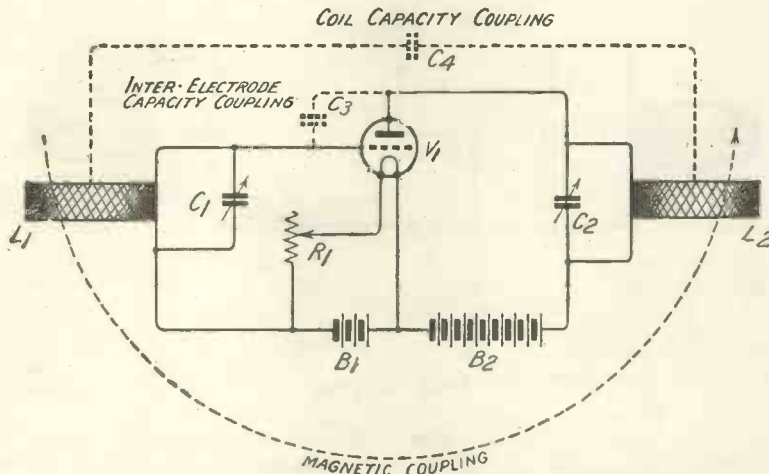 COIL CAPACITY COUPLING
C4
INTER-ELECTRODE
CAPACITY COUPLING
C3
V1
C1
C2
L1
R1
L2
B1
B2
MAGNETIC COUPLING